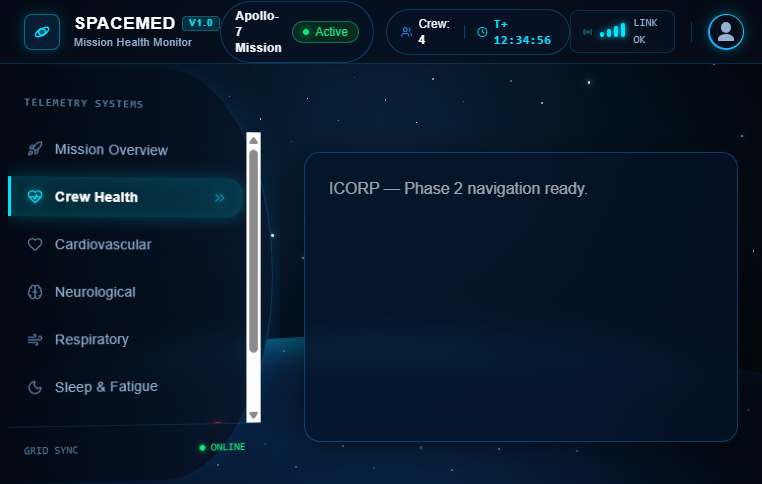 SPACEMED V1.0
Mission Health Monitor
Apollo-
7
Mission
Active
Crew:
4
T+
12:34:56
LINK
OK
TELEMETRY SYSTEMS
Mission Overview
Crew Health
Cardiovascular
Neurological
Respiratory
Sleep & Fatigue
GRID SYNC
ONLINE
ICORP — Phase 2 navigation ready.